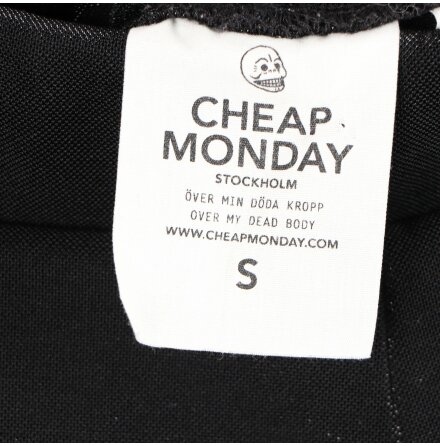 CHEAP
MONDAY
STOCKHOLM
ÖVER MIN DÖDA KROPP
OVER MY DEAD BODY
WWW.CHEAPMONDAY.COM
S